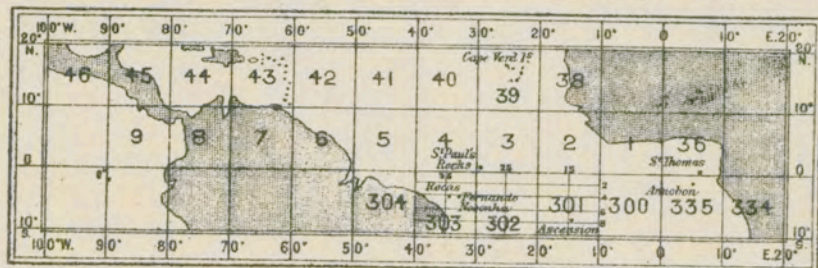 100°W. 90° 80° 70° 60° 50° 40° 30° 20° 10° 0° 10° E.20°
20° N. 20° N.
46 45 44 43 42 41 40 Cape Verd Iˢ 39 38
10° 10°
9 8 7 6 5 4 3 2 1 36
Sᵗ Paul's Rocks 25 15 Sᵗ Thomas
0° 0°
Rocas 2 Annobon
304 Fernando Noronha 301 300 335 334
303 302 Ascension
10° S. 10° S.
100°W. 90° 80° 70° 60° 50° 40° 30° 20° 10° 0° 10° E.20°